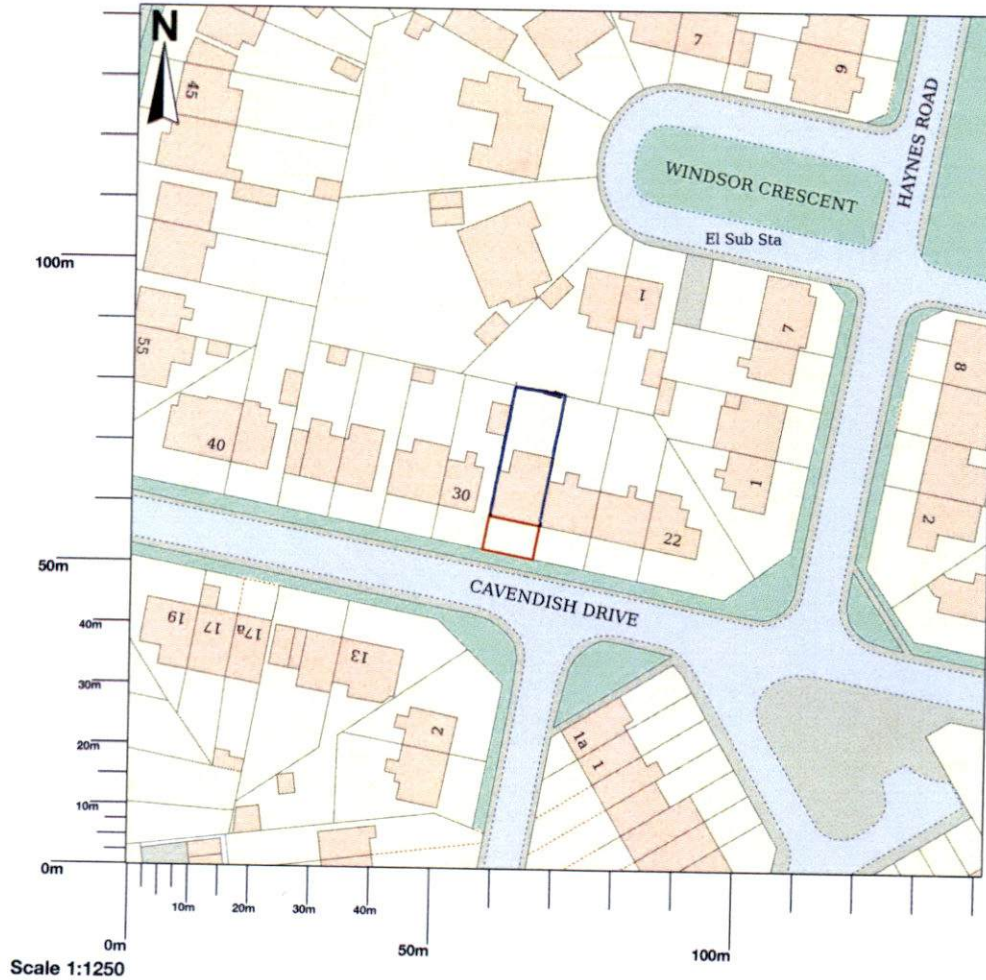 N
45
7
6
HAYNES ROAD
WINDSOR CRESCENT
El Sub Sta
100m
1
7
55
8
40
30
1
22
2
50m
CAVENDISH DRIVE
19
17
17a
13
40m
30m
2
1a
1
20m
10m
0m
10m
20m
30m
40m
0m
50m
100m
Scale 1:1250